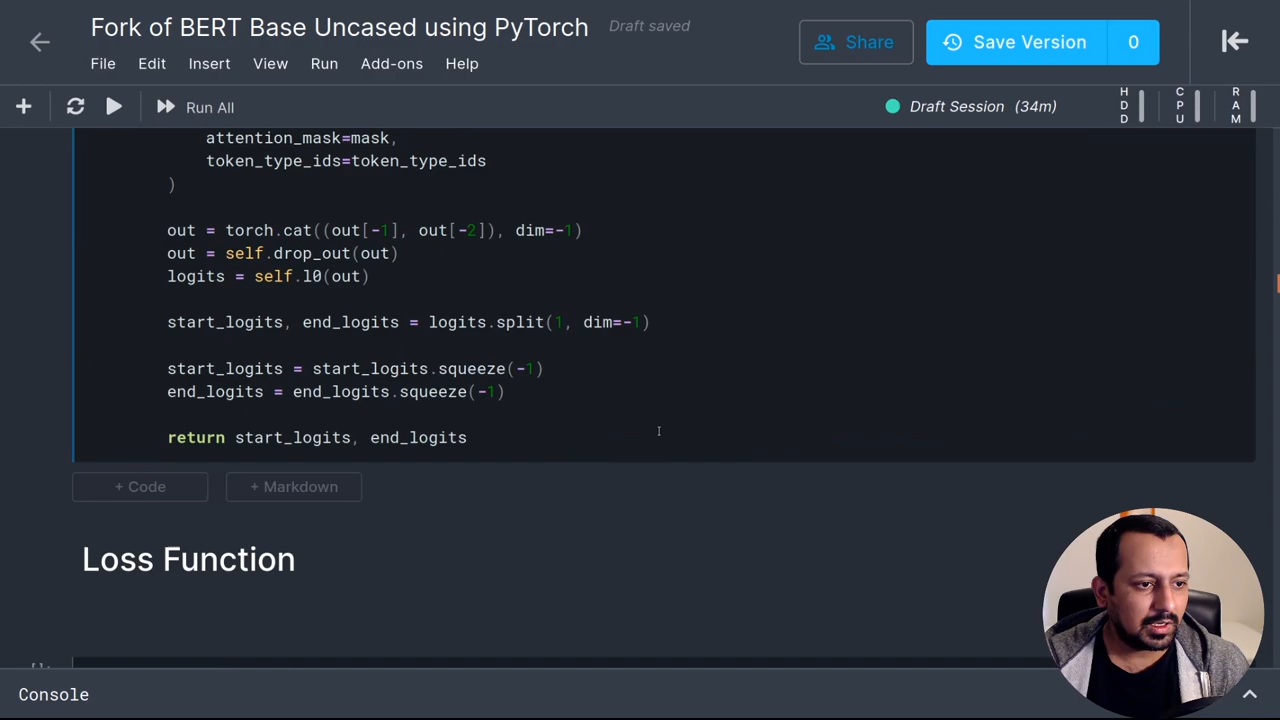 Fork of BERT Base Uncased using PyTorch Draft saved
Share
Save Version 0
File Edit Insert View Run Add-ons Help
Run All
Draft Session (34m)
HDD CPU RAM
attention_mask=mask,
token_type_ids=token_type_ids
)
out = torch.cat((out[-1], out[-2]), dim=-1)
out = self.drop_out(out)
logits = self.l0(out)
start_logits, end_logits = logits.split(1, dim=-1)
start_logits = start_logits.squeeze(-1)
end_logits = end_logits.squeeze(-1)
return start_logits, end_logits
+ Code + Markdown
Loss Function
Console